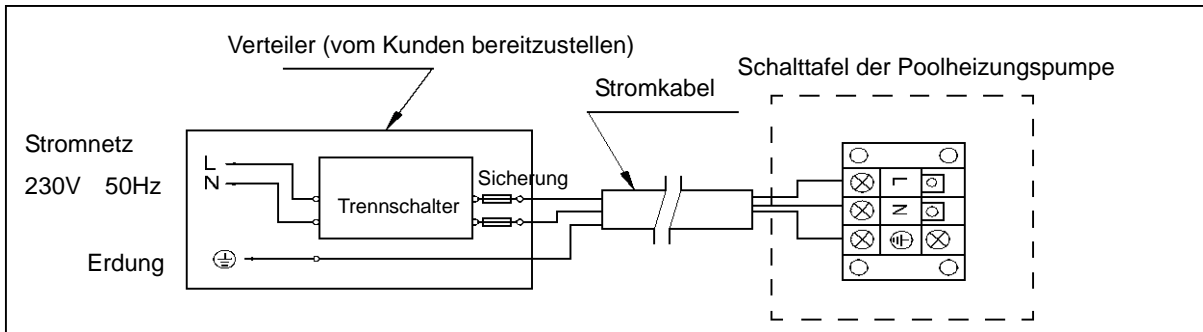 Verteiler (vom Kunden bereitzustellen)
Schalttafel der Poolheizungspumpe
Stromkabel
Stromnetz
230V 50Hz
L
N
Sicherung
Trennschalter
Erdung
L
N